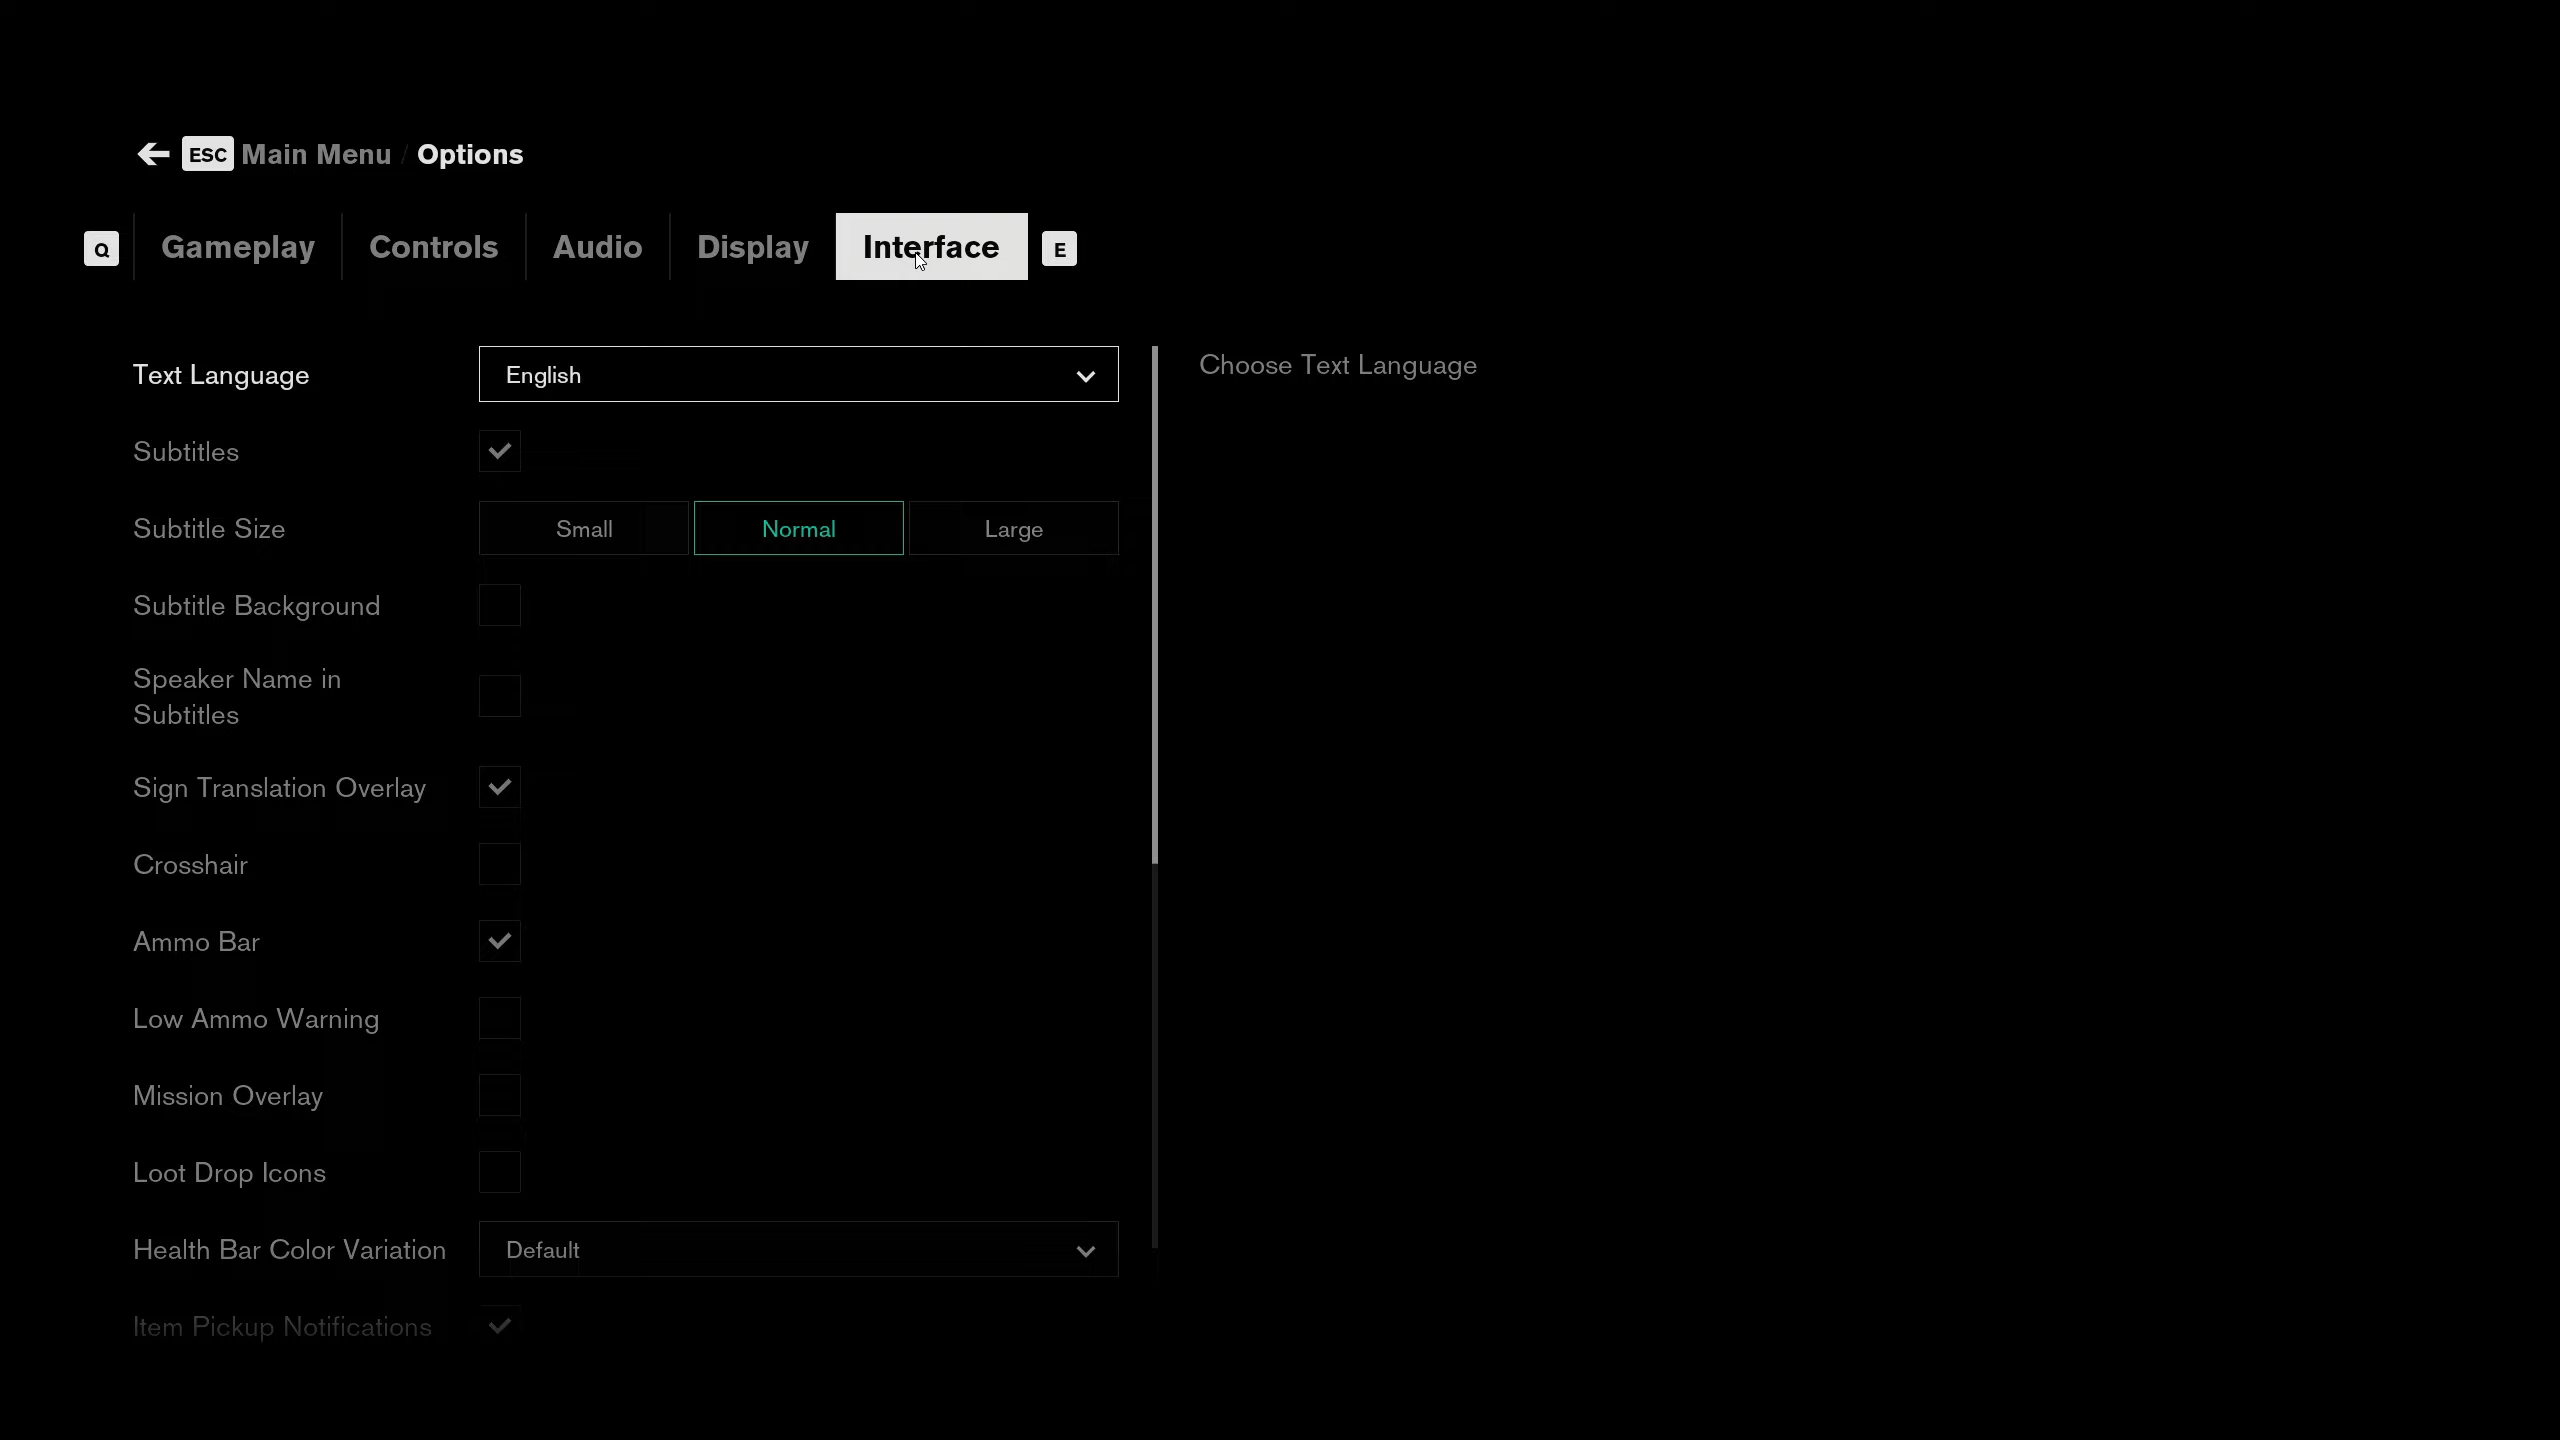 ESC Main Menu / Options
Q Gameplay Controls Audio Display Interface E
Text Language English
Choose Text Language
Subtitles
Subtitle Size Small Normal Large
Subtitle Background
Speaker Name in
Subtitles
Sign Translation Overlay
Crosshair
Ammo Bar
Low Ammo Warning
Mission Overlay
Loot Drop Icons
Health Bar Color Variation Default
Item Pickup Notifications